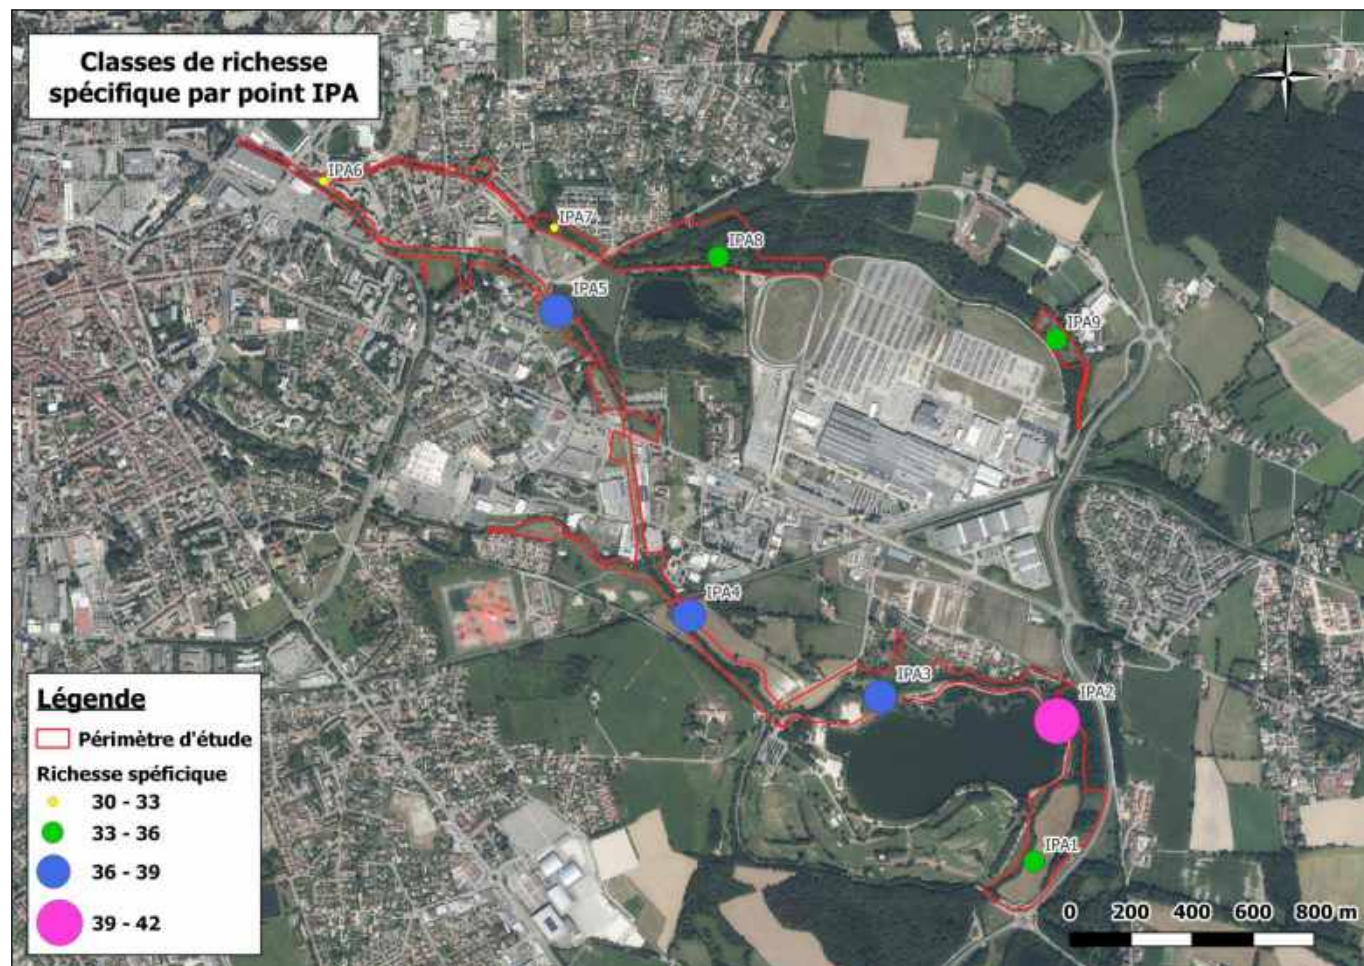 Classes de richesse
spécifique par point IPA
IPA6
IPA7
IPA8
IPA5
IPA9
IPA4
IPA3
IPA2
IPA1
Légende
Périmètre d'étude
Richesse spéficique
30 - 33
33 - 36
36 - 39
39 - 42
0 200 400 600 800 m